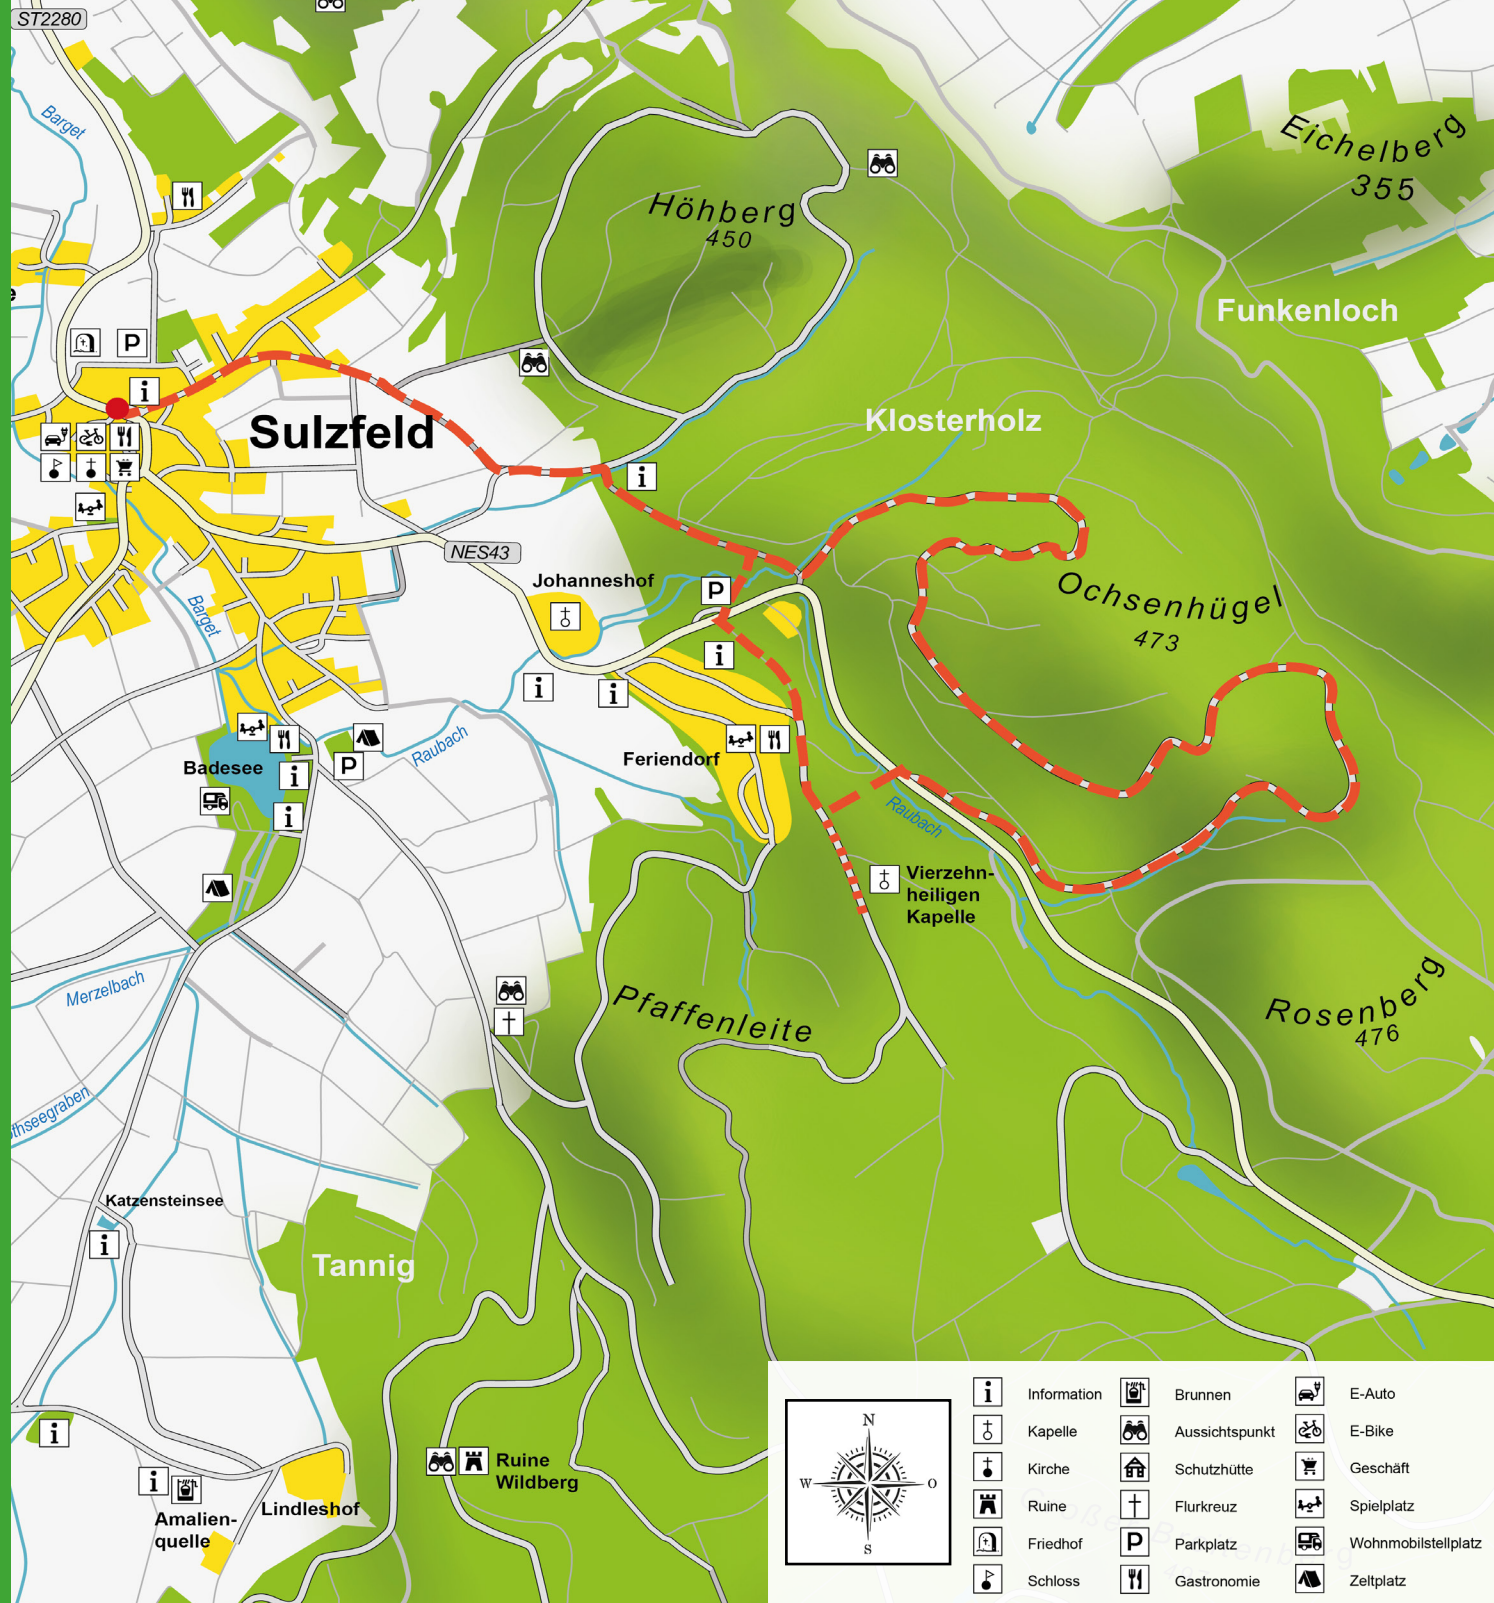 ST2280
Barget
Eichelberg
355
Höhberg
450
Funkenloch
P
i
Klosterholz
Sulzfeld
i
NES43
Johanneshof
P
Ochsenhügel
473
Barget
i
i
i
Raubach
Feriendorf
Badesee
i
P
i
Raubach
Vierzehn-
heiligen
Kapelle
Merzelbach
Pfaffenleite
Rosenberg
476
thseegraben
Katzensteinsee
i
Tannig
i
Ruine
Wildberg
i
Amalien-
quelle
Lindleshof
N
W
O
S
i Information
Kapelle
Kirche
Ruine
Friedhof
Schloss
Brunnen
Aussichtspunkt
Schutzhütte
Flurkreuz
P Parkplatz
Gastronomie
E-Auto
E-Bike
Geschäft
Spielplatz
Wohnmobilstellplatz
Zeltplatz